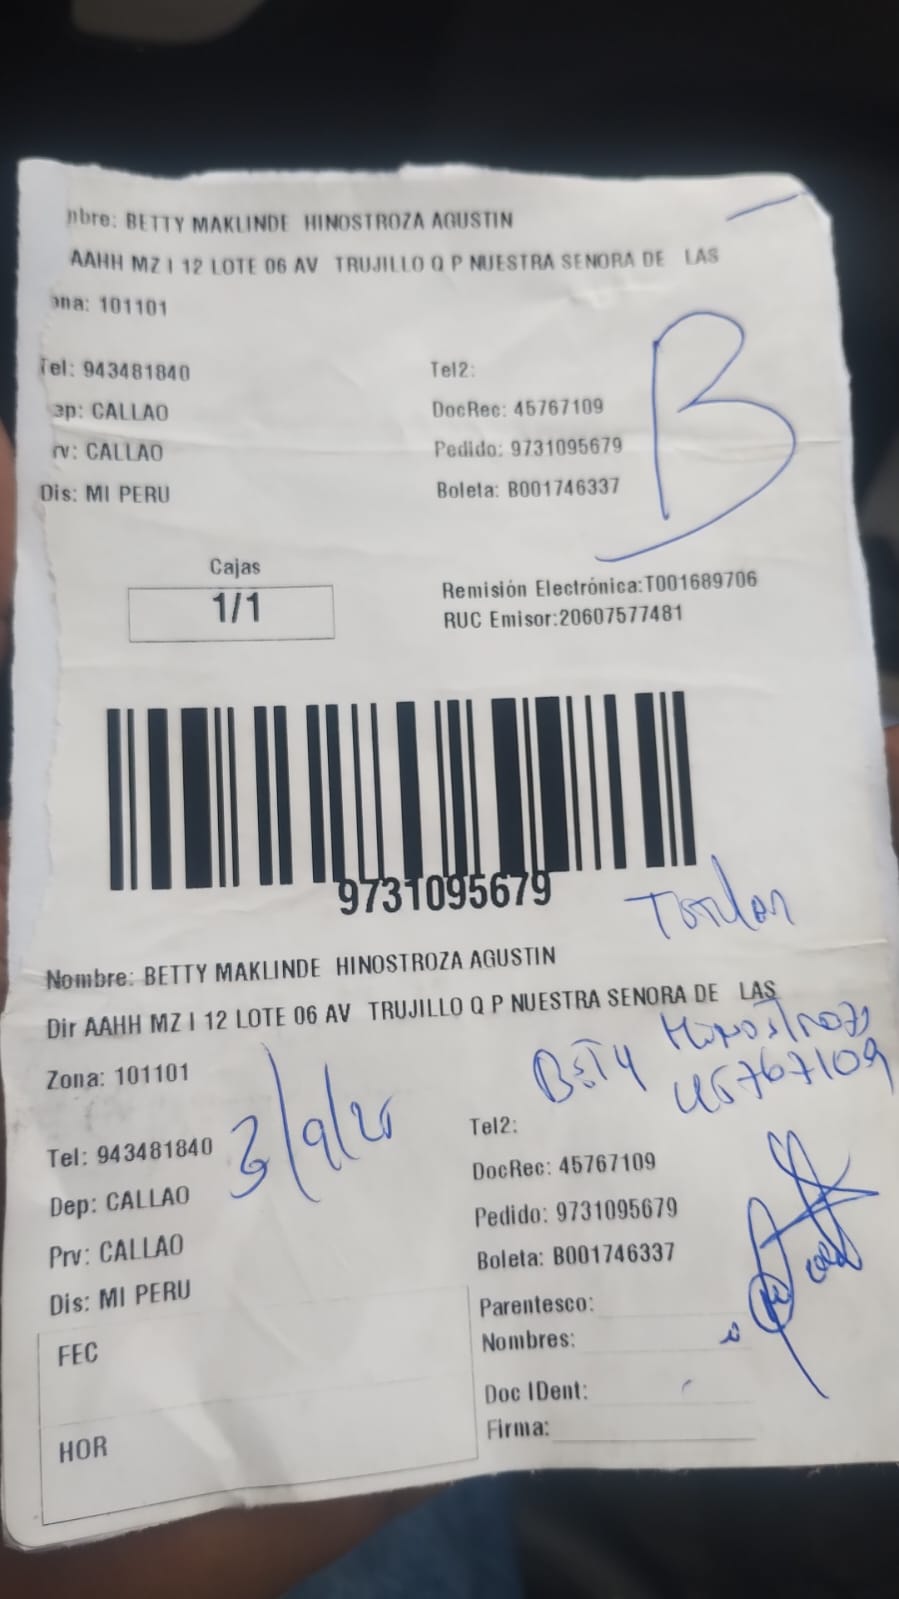 nbre: BETTY MAKLINDE HINOSTROZA AGUSTIN
AAHH MZ I 12 LOTE 06 AV TRUJILLO Q P NUESTRA SENORA DE LAS
ona: 101101
Tel: 943481840 Tel2:
ep: CALLAO DocRec: 45767109
rv: CALLAO Pedido: 9731095679
Dis: MI PERU Boleta: B001746337
B
Cajas
1/1
Remisión Electrónica:T001689706
RUC Emisor:20607577481
9731095679
Nombre: BETTY MAKLINDE HINOSTROZA AGUSTIN
Dir AAHH MZ I 12 LOTE 06 AV TRUJILLO Q P NUESTRA SENORA DE LAS
Zona: 101101
Hinostroza
45767109
Tel: 943481840 Tel2:
Dep: CALLAO DocRec: 45767109
Prv: CALLAO Pedido: 9731095679
Dis: MI PERU Boleta: B001746337
Parentesco:
FEC Nombres:
Doc IDent:
HOR Firma: